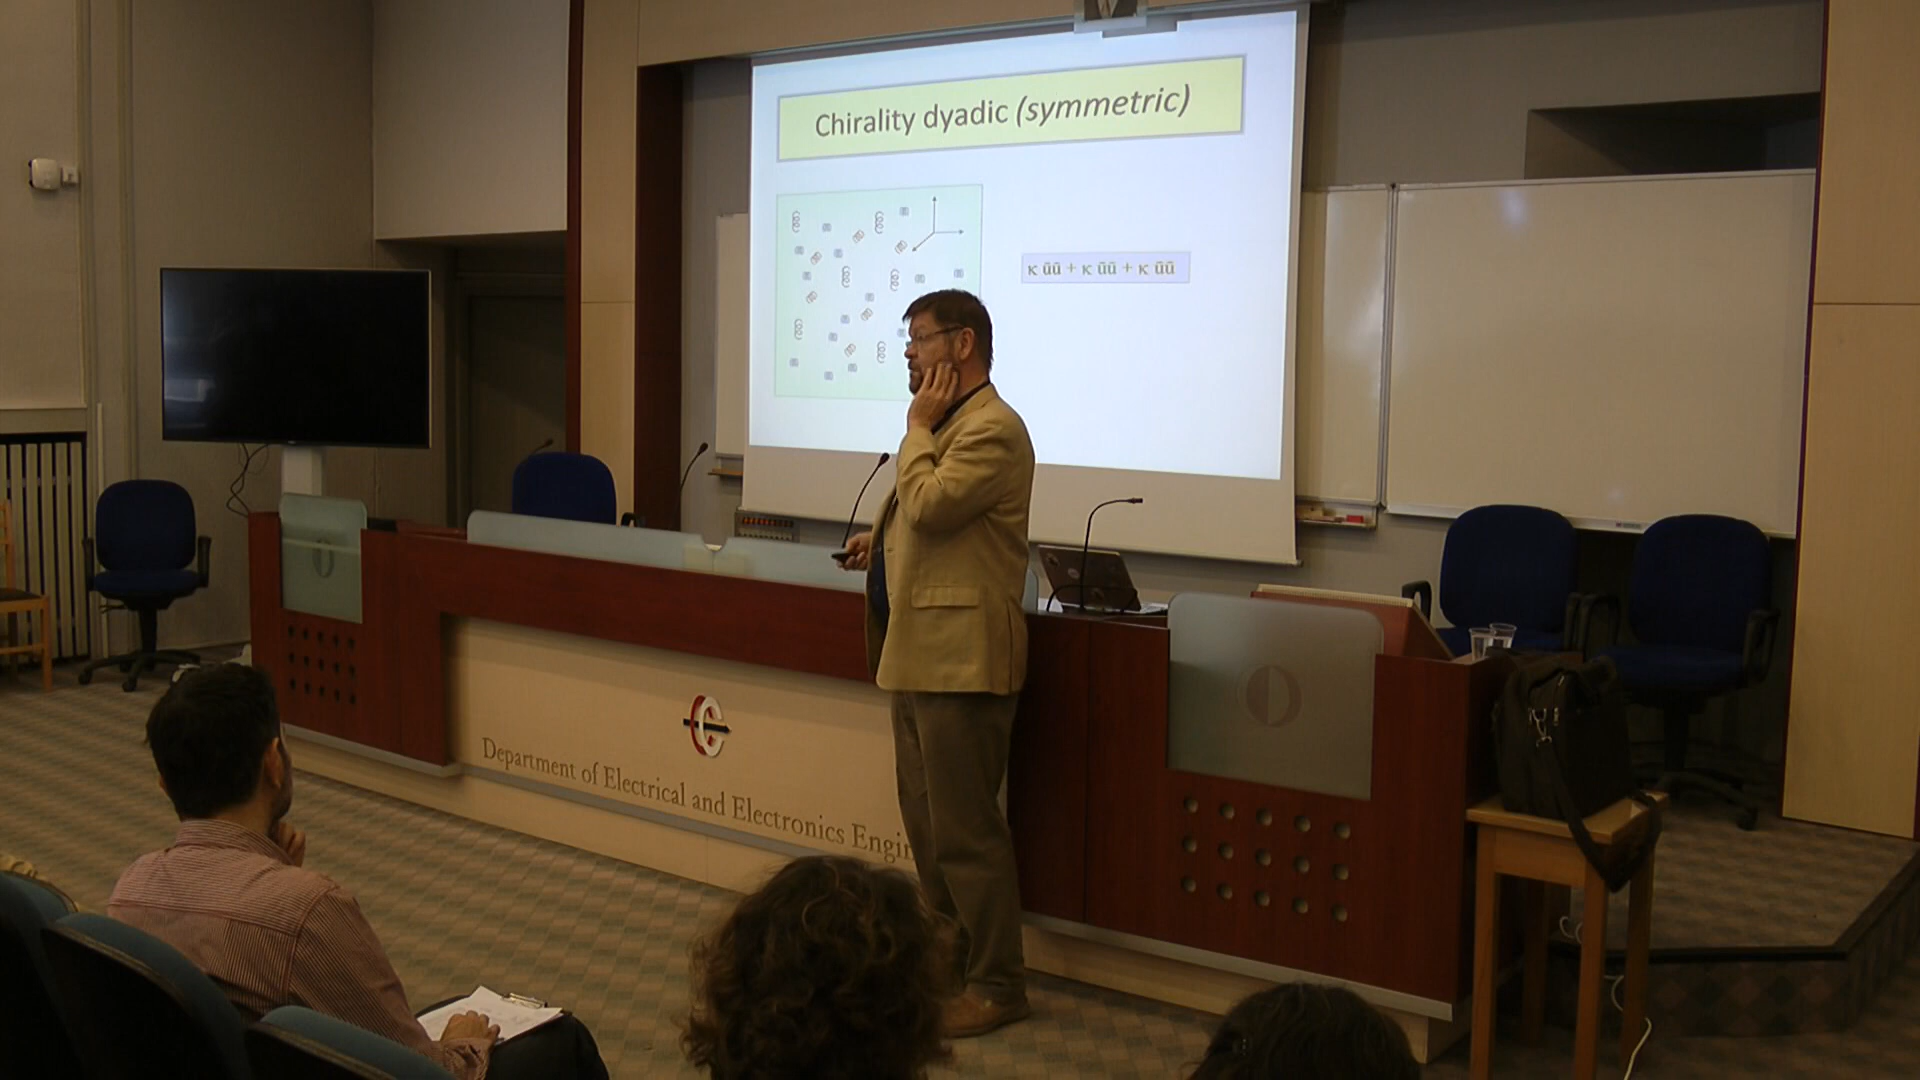 Chirality dyadic (symmetric)
κ ūū + κ ūū + κ ūū
Department of Electrical and Electronics Engin